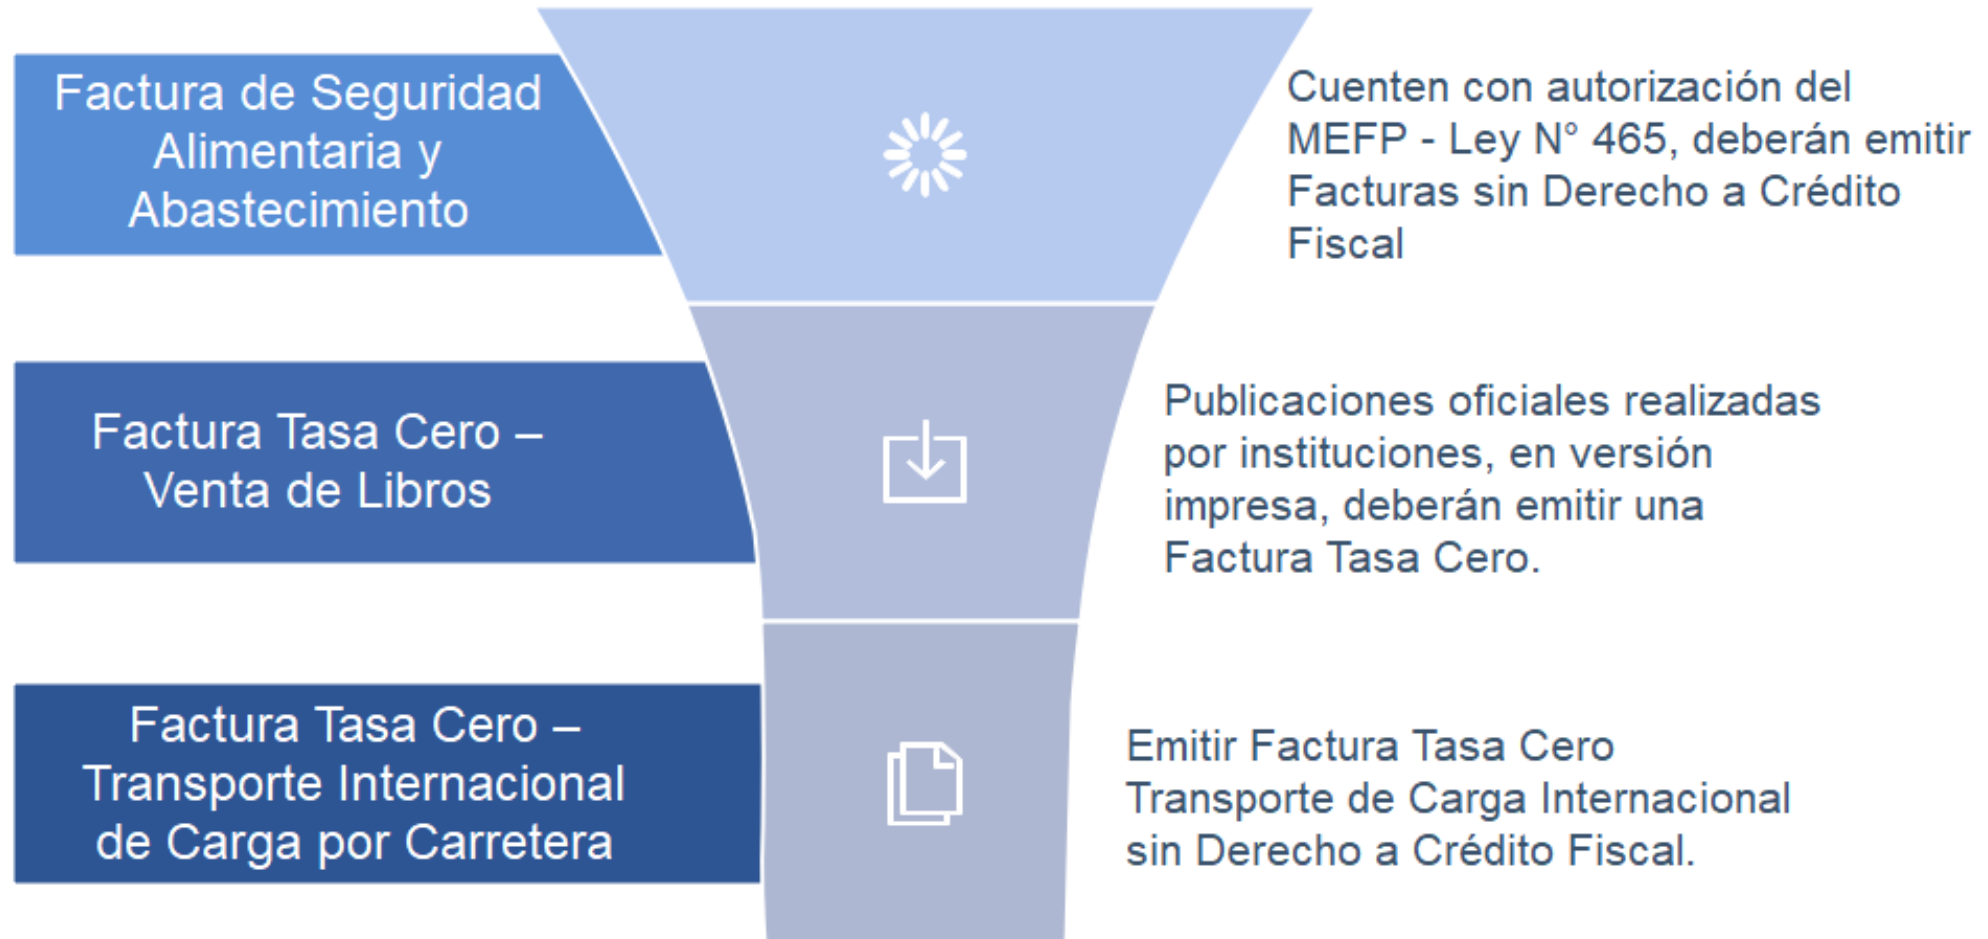 Factura de Seguridad
Alimentaria y
Abastecimiento
Cuenten con autorización del
MEFP - Ley N° 465, deberán emitir
Facturas sin Derecho a Crédito
Fiscal
Factura Tasa Cero –
Venta de Libros
Publicaciones oficiales realizadas
por instituciones, en versión
impresa, deberán emitir una
Factura Tasa Cero.
Factura Tasa Cero –
Transporte Internacional
de Carga por Carretera
Emitir Factura Tasa Cero
Transporte de Carga Internacional
sin Derecho a Crédito Fiscal.